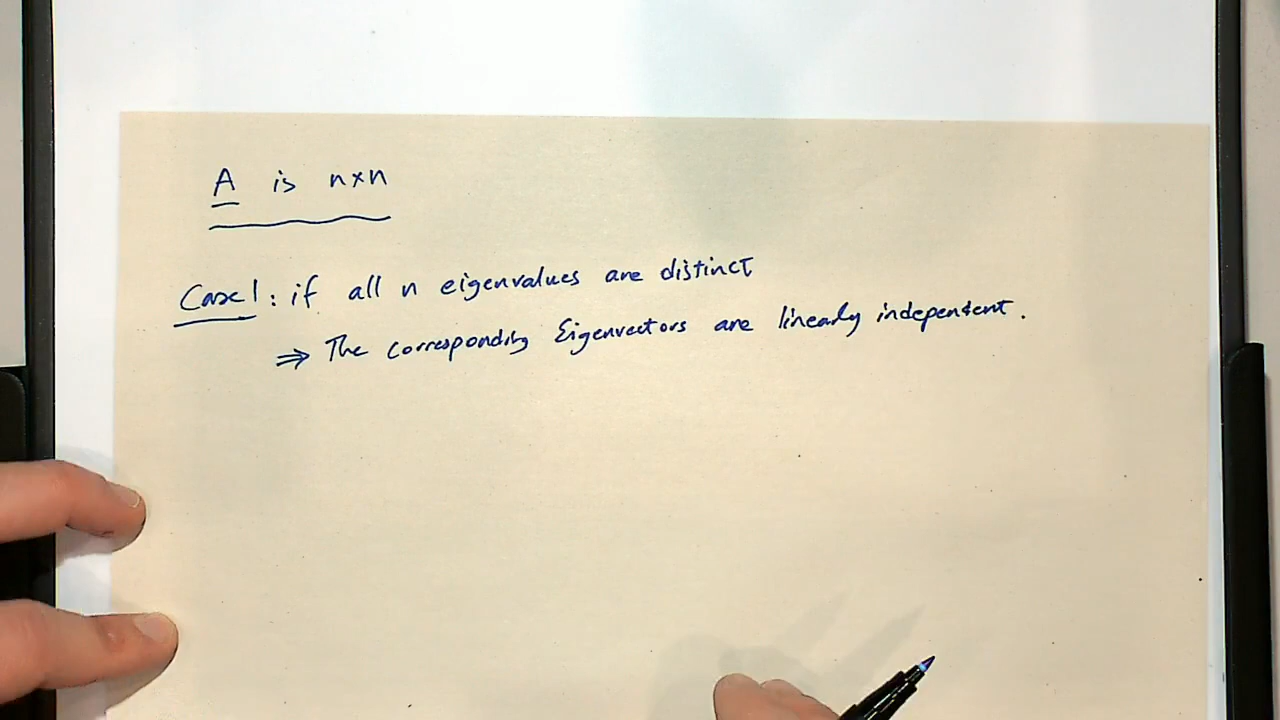 A is n×n
Case 1 : if all n eigenvalues are distinct
⇒ The corresponding Eigenvectors are linearly independent.